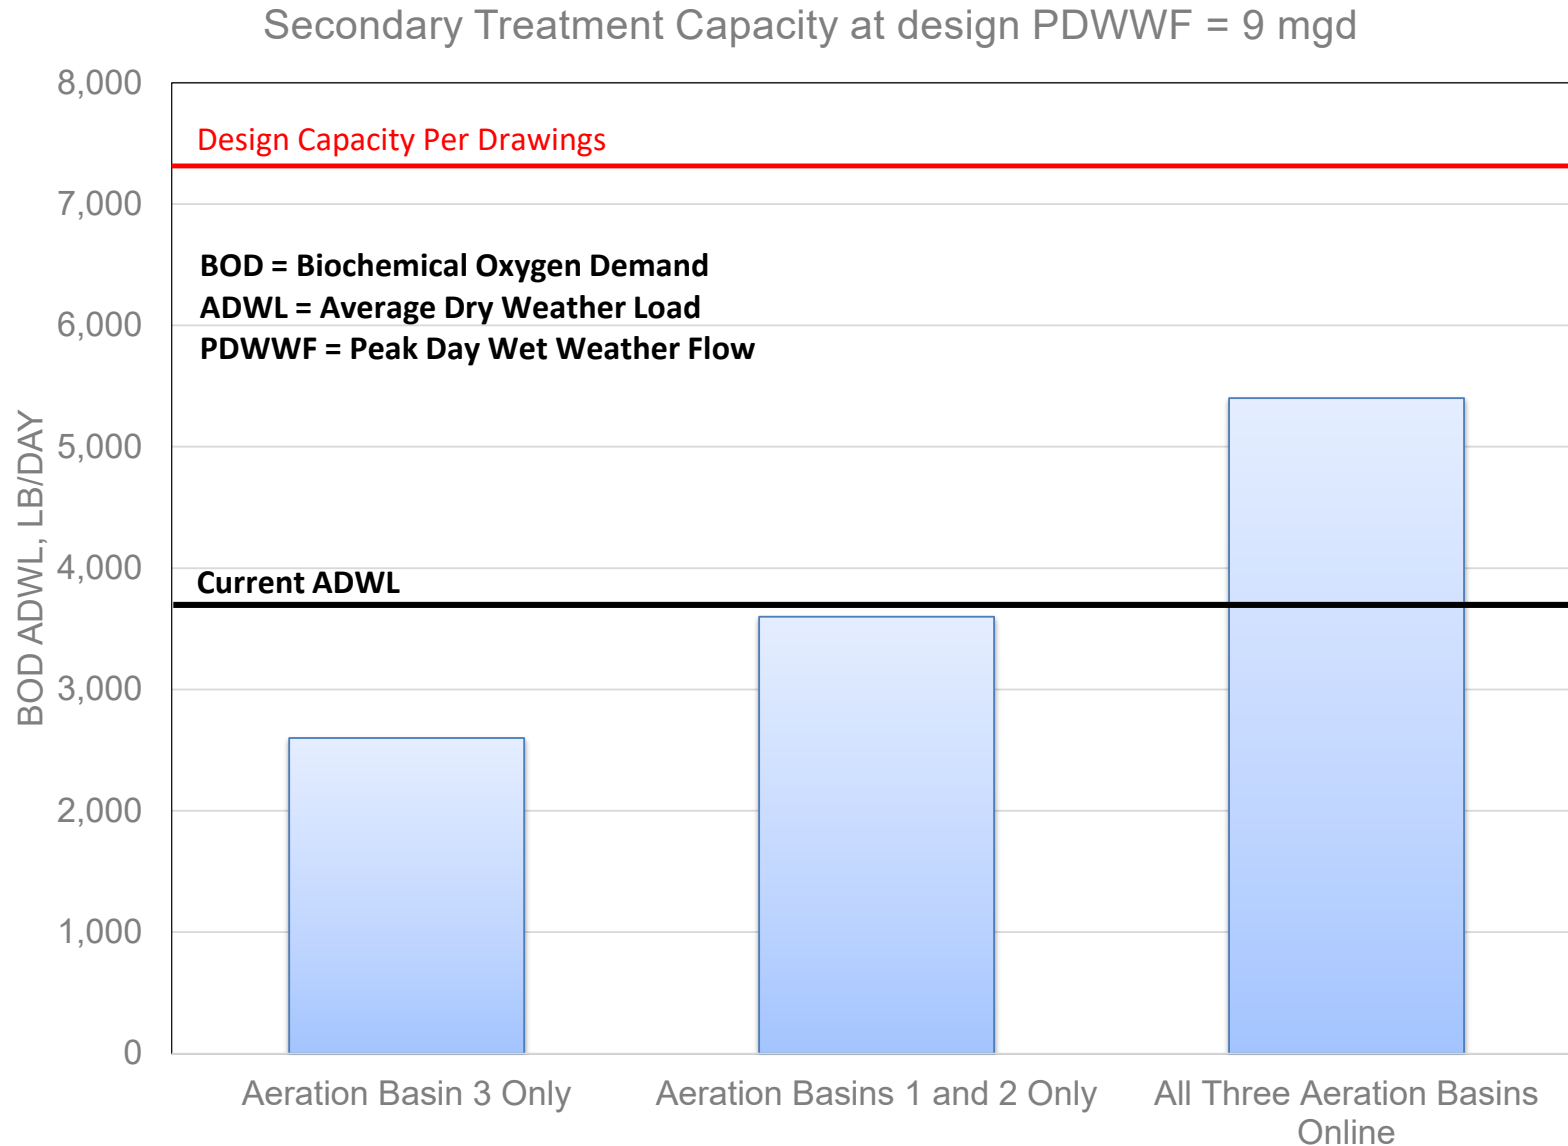 Secondary Treatment Capacity at design PDWWF = 9 mgd
8,000
Design Capacity Per Drawings
7,000
BOD = Biochemical Oxygen Demand
ADWL = Average Dry Weather Load
6,000
PDWWF = Peak Day Wet Weather Flow
BOD ADWL, LB/DAY
5,000
4,000
Current ADWL
3,000
2,000
1,000
0
Aeration Basin 3 Only
Aeration Basins 1 and 2 Only
All Three Aeration Basins
Online